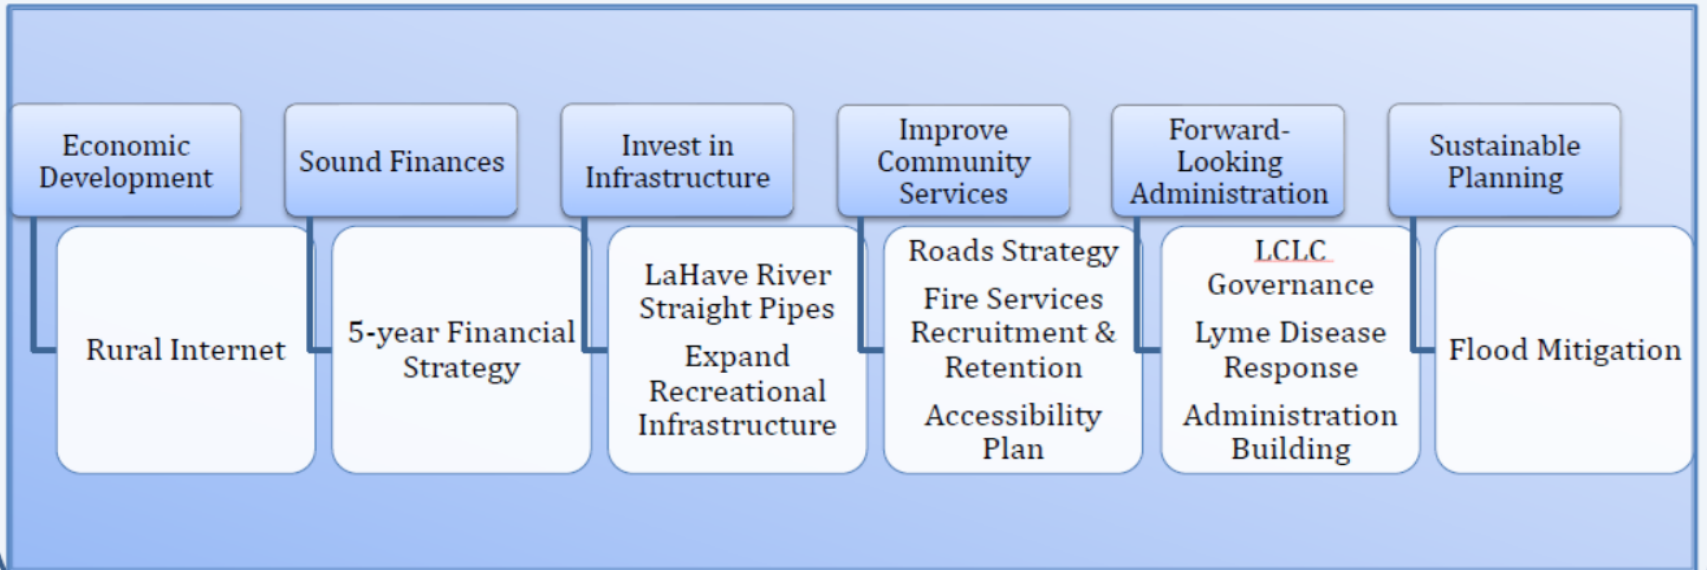 Economic
Development
Sound Finances
Invest in
Infrastructure
Improve
Community
Services
Forward-
Looking
Administration
Sustainable
Planning
Rural Internet
5-year Financial
Strategy
LaHave River
Straight Pipes
Expand
Recreational
Infrastructure
Roads Strategy
Fire Services
Recruitment &
Retention
Accessibility
Plan
LCLC
Governance
Lyme Disease
Response
Administration
Building
Flood Mitigation